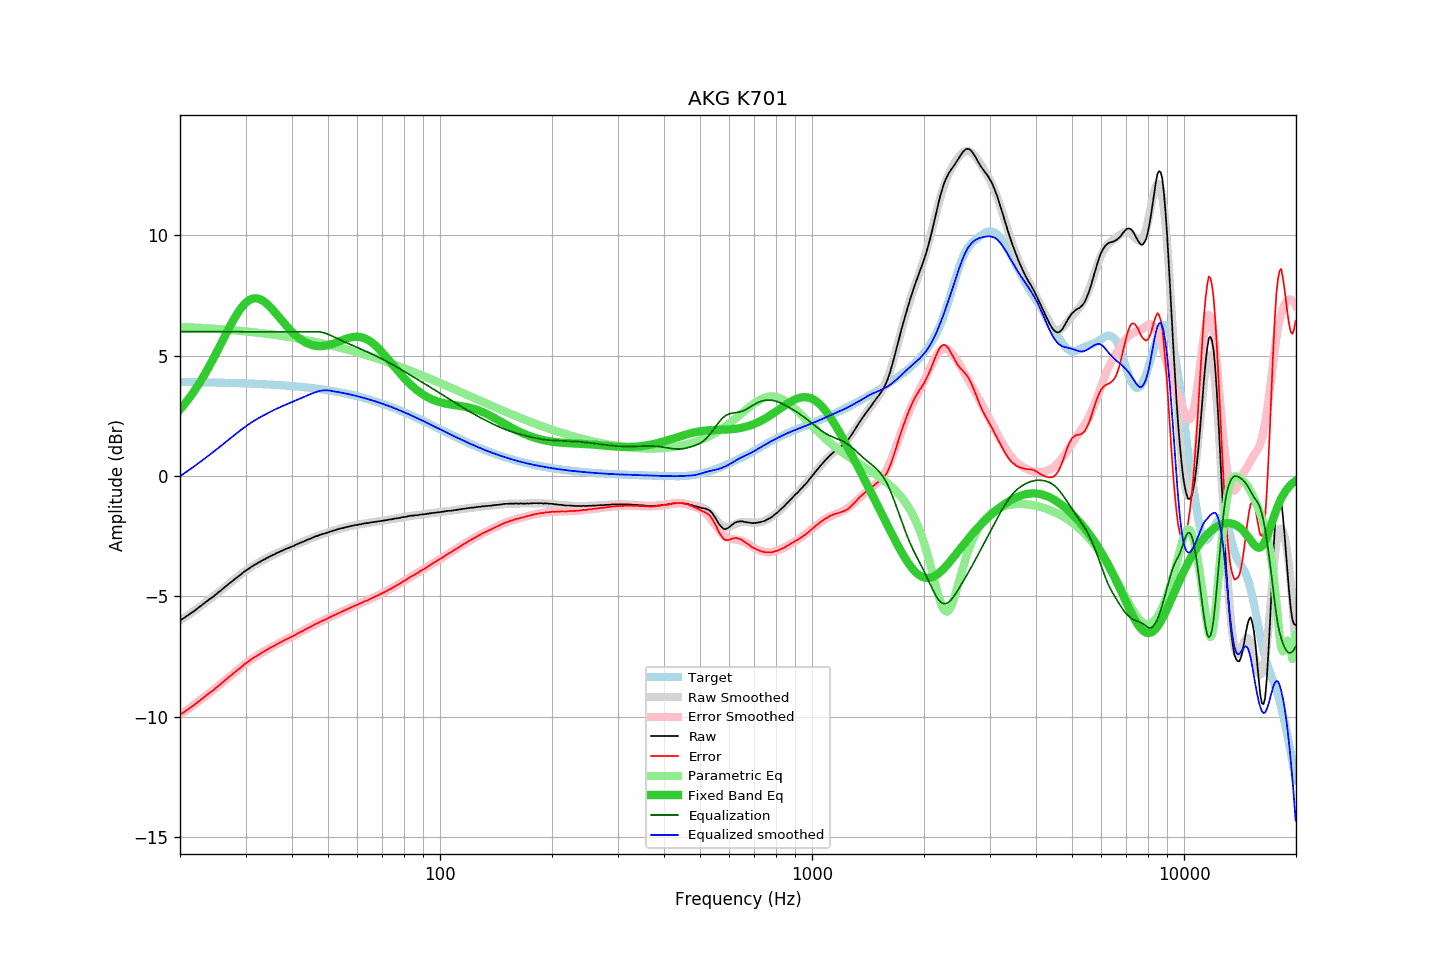 AKG K701
Amplitude (dBr)
10
5
0
−5
−10
−15
Target
Raw Smoothed
Error Smoothed
Raw
Error
Parametric Eq
Fixed Band Eq
Equalization
Equalized smoothed
100 1000 10000
Frequency (Hz)